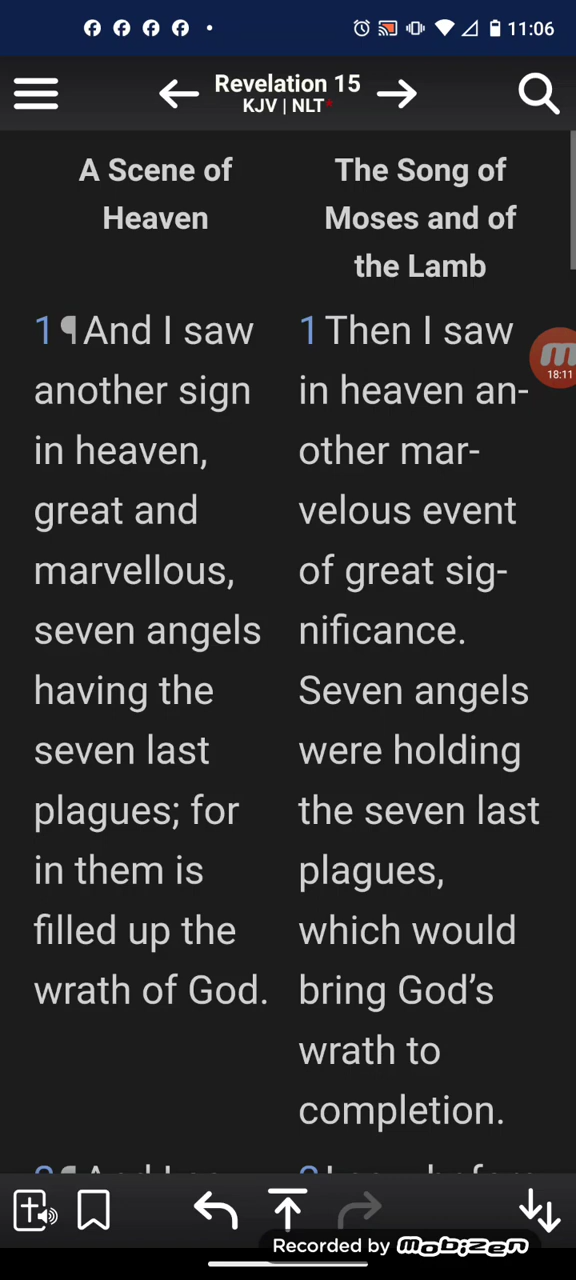 11:06
Revelation 15
KJV | NLT*
A Scene of
Heaven
1 ¶ And I saw
another sign
in heaven,
great and
marvellous,
seven angels
having the
seven last
plagues; for
in them is
filled up the
wrath of God.
The Song of
Moses and of
the Lamb
1 Then I saw
in heaven an-
other mar-
velous event
of great sig-
nificance.
Seven angels
were holding
the seven last
plagues,
which would
bring God’s
wrath to
completion.
18:11
Recorded by mobizen